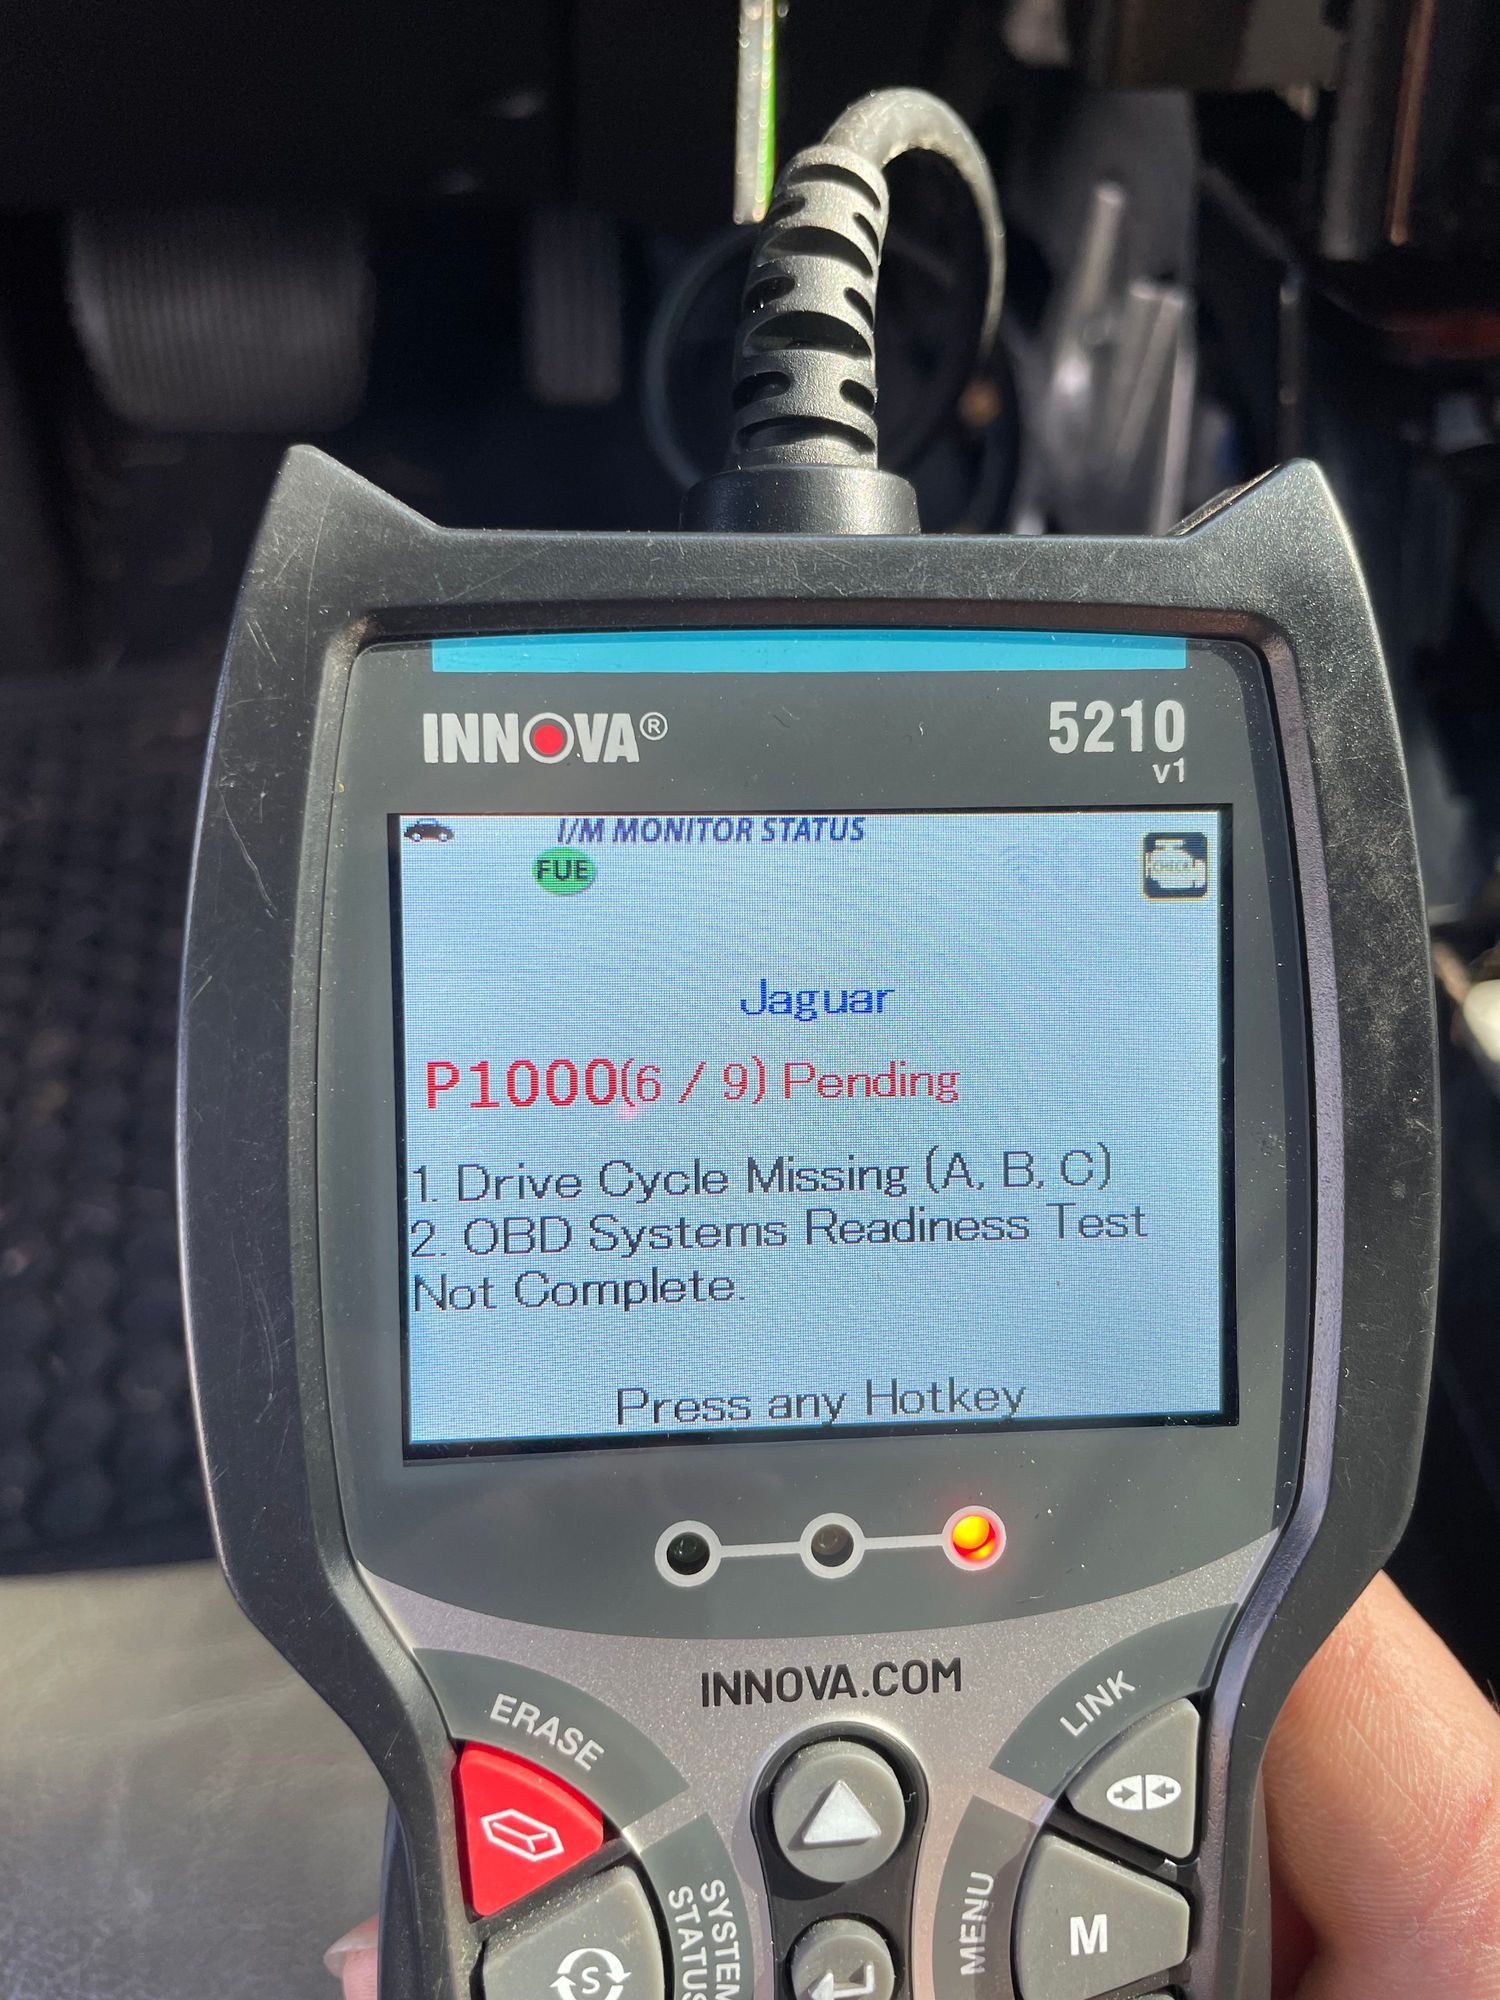 INNOVA®
5210
v1
I/M MONITOR STATUS
FUE
CHECK
Jaguar
P1000(6 / 9) Pending
1. Drive Cycle Missing (A, B, C)
2. OBD Systems Readiness Test
Not Complete.
Press any Hotkey
INNOVA.COM
ERASE
LINK
SYSTEM
STATUS
S
MENU
M